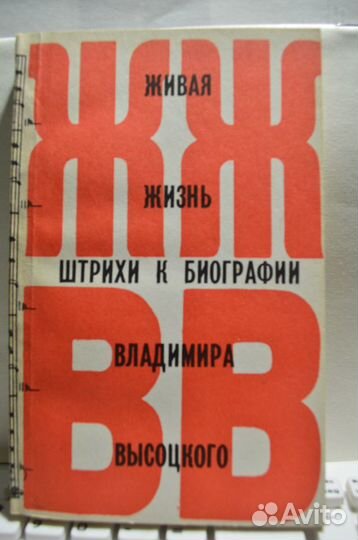 ЖЖ
ЖИВАЯ
ЖИЗНЬ
ШТРИХИ К БИОГРАФИИ
ВВ
ВЛАДИМИРА
ВЫСОЦКОГО
Avito